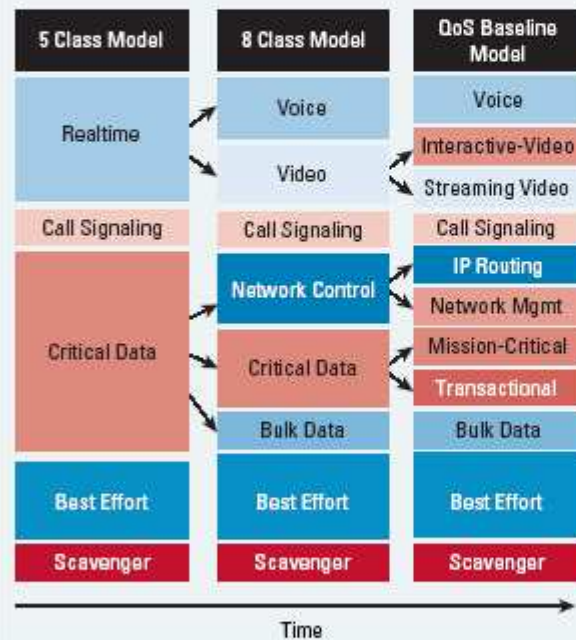 5 Class Model
Realtime
Call Signaling
Critical Data
Best Effort
Scavenger
8 Class Model
Voice
Video
Call Signaling
Network Control
Critical Data
Bulk Data
Best Effort
Scavenger
QoS Baseline
Model
Voice
Interactive-Video
Streaming Video
Call Signaling
IP Routing
Network Mgmt
Mission-Critical
Transactional
Bulk Data
Best Effort
Scavenger
Time